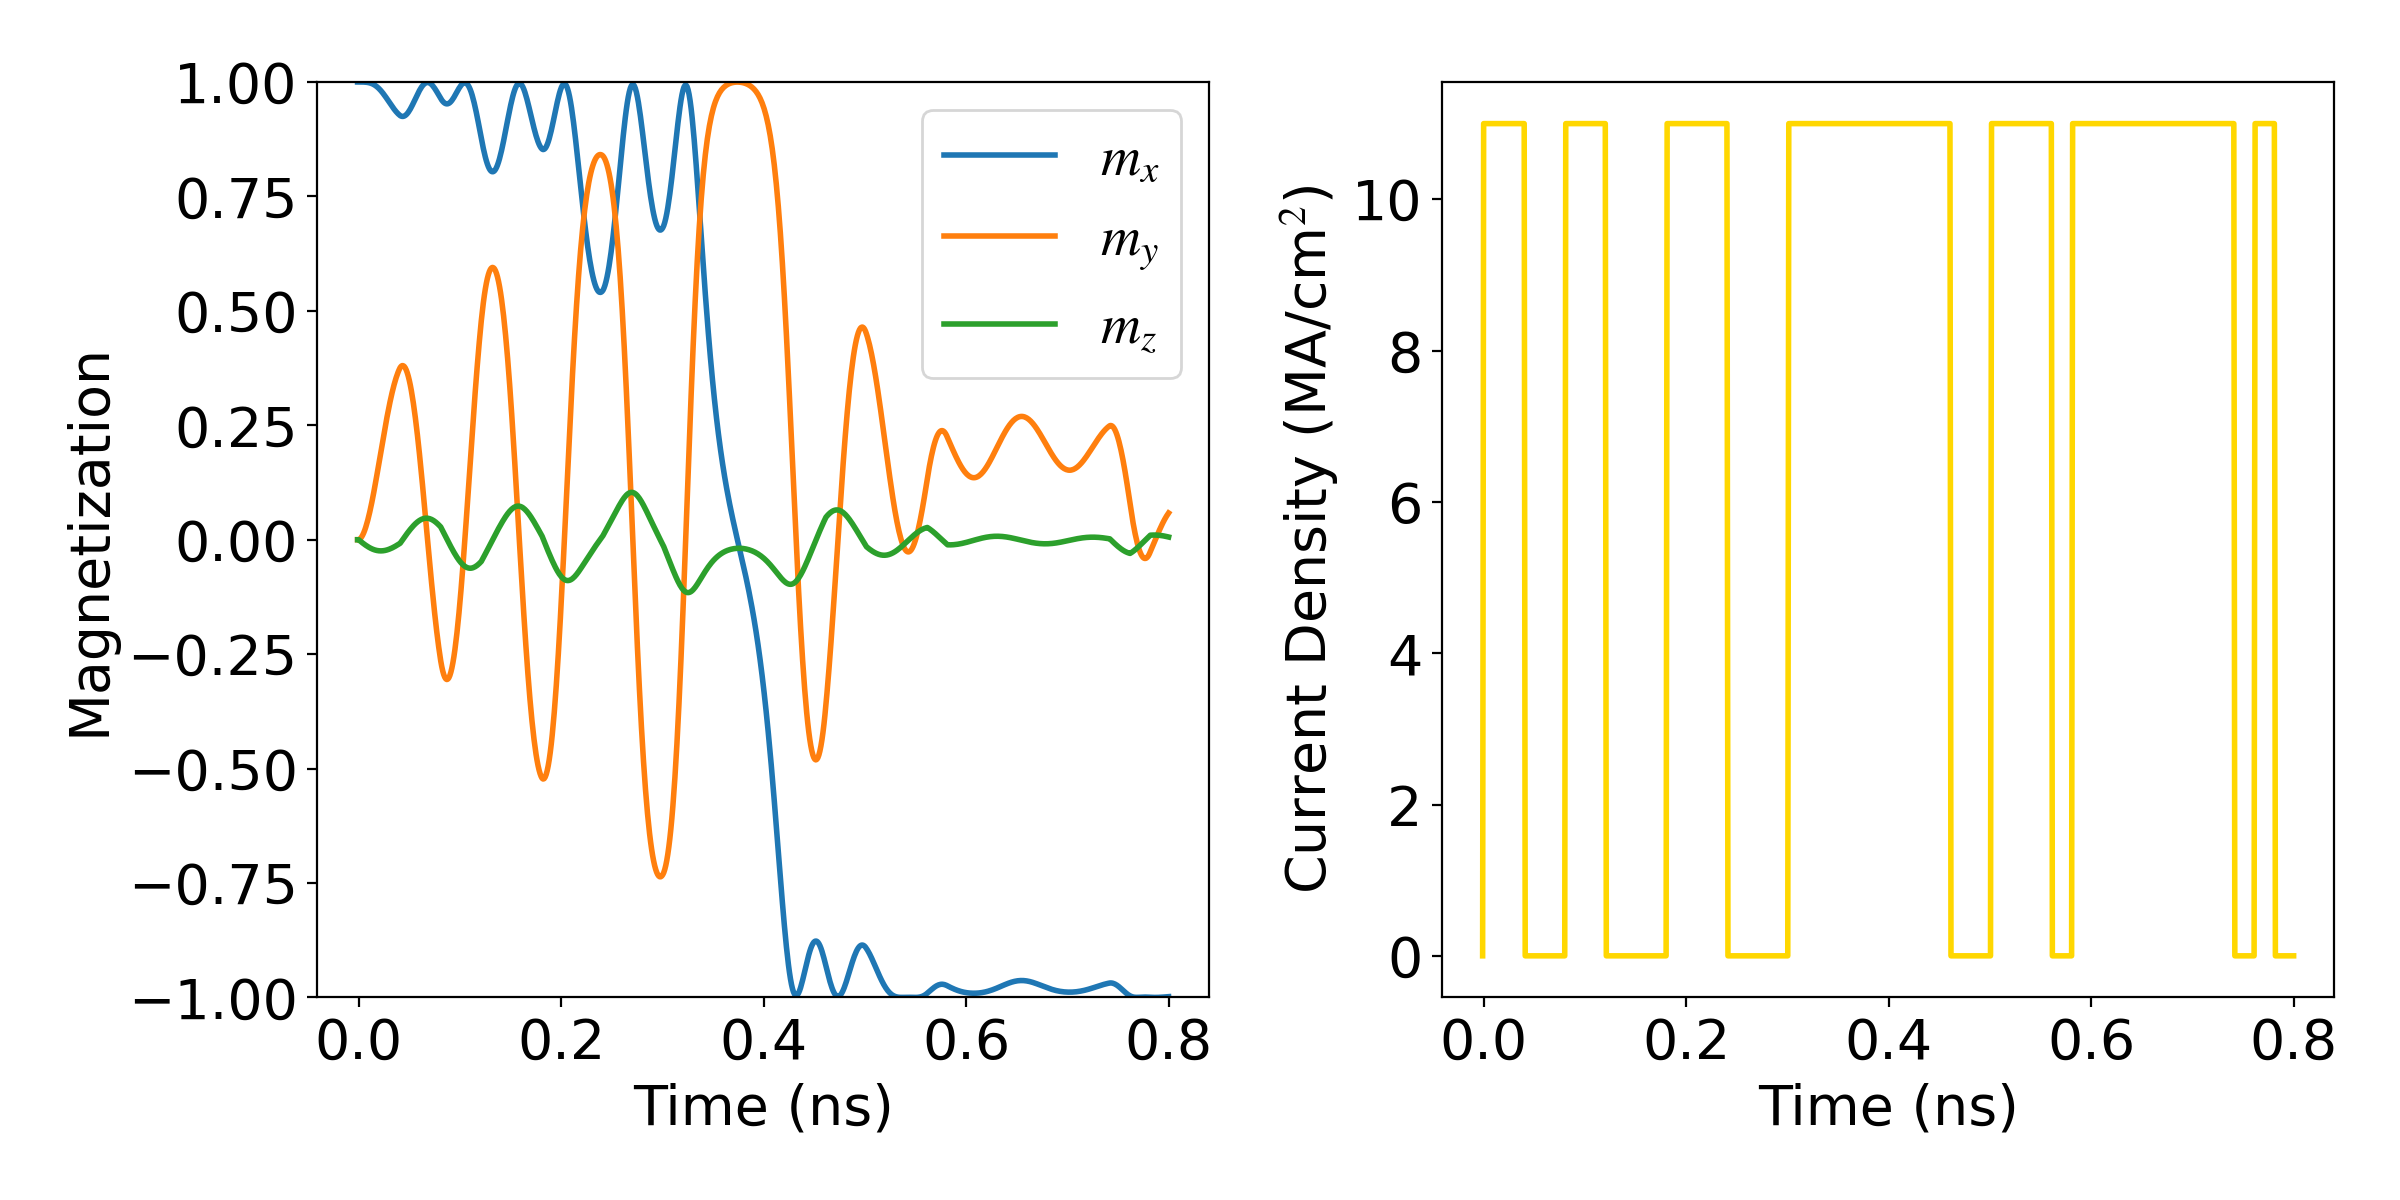 1.00
0.75
0.50
0.25
0.00
−0.25
−0.50
−0.75
−1.00
Magnetization
0.0 0.2 0.4 0.6 0.8
Time (ns)
m_x
m_y
m_z
10
8
6
4
2
0
Current Density (MA/cm²)
0.0 0.2 0.4 0.6 0.8
Time (ns)